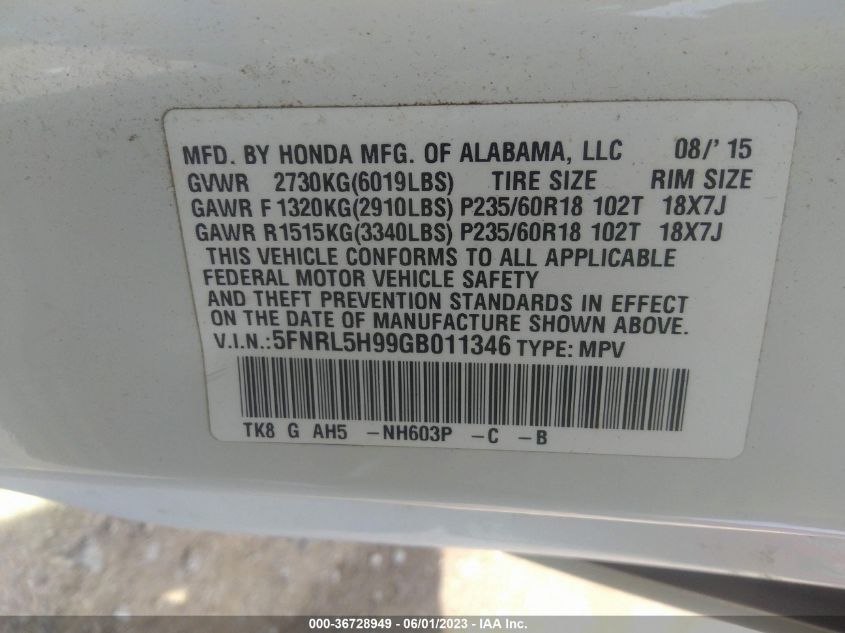 MFD. BY HONDA MFG. OF ALABAMA, LLC 08/' 15
GVWR 2730KG(6019LBS) TIRE SIZE RIM SIZE
GAWR F 1320KG(2910LBS) P235/60R18 102T 18X7J
GAWR R 1515KG(3340LBS) P235/60R18 102T 18X7J
THIS VEHICLE CONFORMS TO ALL APPLICABLE
FEDERAL MOTOR VEHICLE SAFETY
AND THEFT PREVENTION STANDARDS IN EFFECT
ON THE DATE OF MANUFACTURE SHOWN ABOVE.
V.I.N.:5FNRL5H99GB011346 TYPE: MPV
TK8 G AH5 -NH603P -C -B
000-36728949 - 06/01/2023 - IAA Inc.